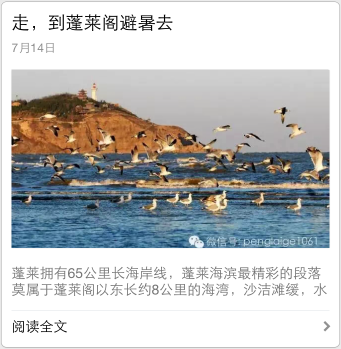 走，到蓬莱阁避暑去
7月14日
微信号: penglaige1061
蓬莱拥有65公里长海岸线，蓬莱海滨最精彩的段落
莫属于蓬莱阁以东长约8公里的海湾，沙洁滩缓，水
阅读全文